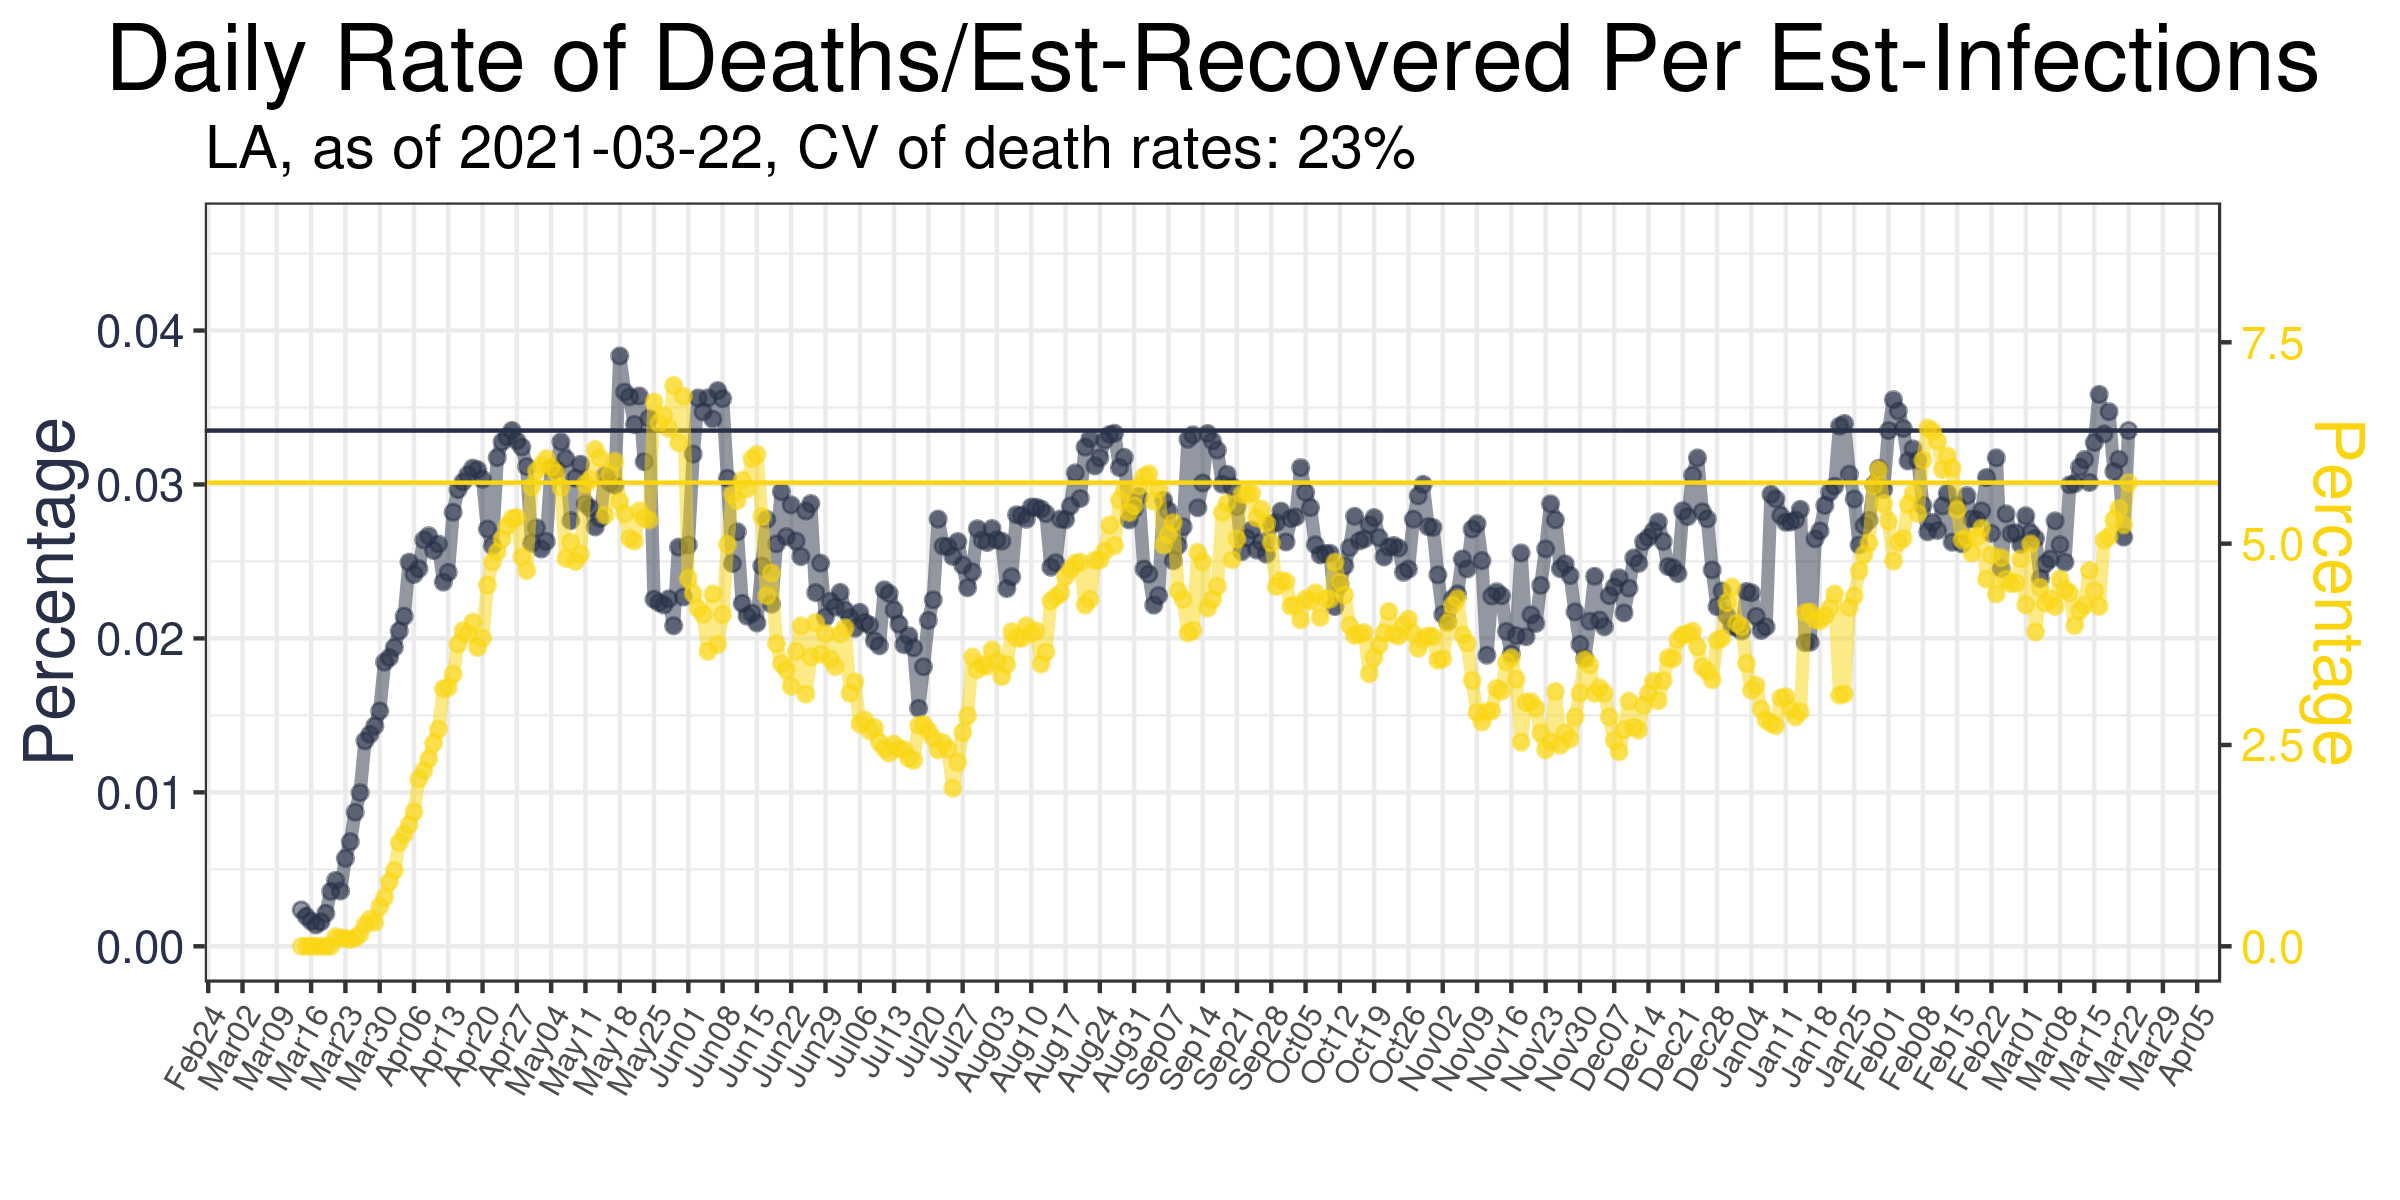 Daily Rate of Deaths/Est-Recovered Per Est-Infections
LA, as of 2021-03-22, CV of death rates: 23%
Percentage
0.04
0.03
0.02
0.01
0.00
7.5
5.0
2.5
0.0
Percentage
Feb24
Mar02
Mar09
Mar16
Mar23
Mar30
Apr06
Apr13
Apr20
Apr27
May04
May11
May18
May25
Jun01
Jun08
Jun15
Jun22
Jun29
Jul06
Jul13
Jul20
Jul27
Aug03
Aug10
Aug17
Aug24
Aug31
Sep07
Sep14
Sep21
Sep28
Oct05
Oct12
Oct19
Oct26
Nov02
Nov09
Nov16
Nov23
Nov30
Dec07
Dec14
Dec21
Dec28
Jan04
Jan11
Jan18
Jan25
Feb01
Feb08
Feb15
Feb22
Mar01
Mar08
Mar15
Mar22
Mar29
Apr05